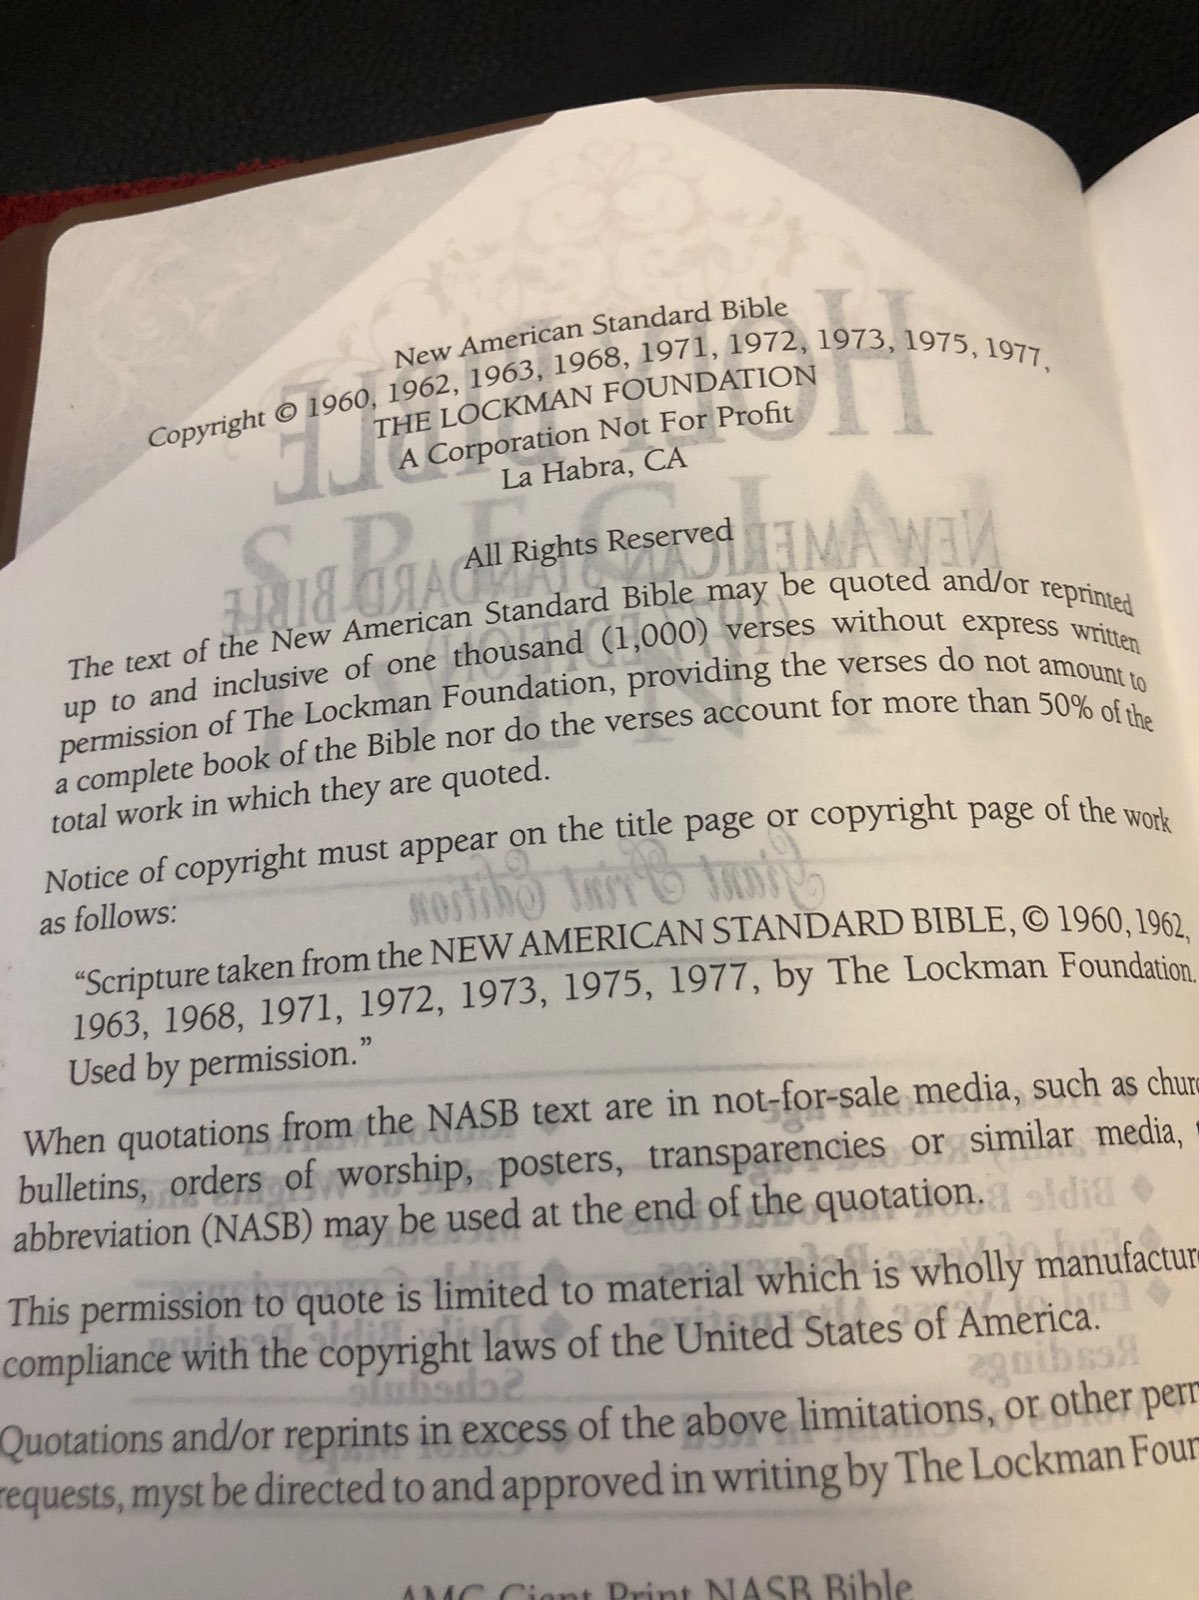 New American Standard Bible
Copyright © 1960, 1962, 1963, 1968, 1971, 1972, 1973, 1975, 1977,
THE LOCKMAN FOUNDATION
A Corporation Not For Profit
La Habra, CA
All Rights Reserved
The text of the New American Standard Bible may be quoted and/or reprinted
up to and inclusive of one thousand (1,000) verses without express written
permission of The Lockman Foundation, providing the verses do not amount to
a complete book of the Bible nor do the verses account for more than 50% of the
total work in which they are quoted.
Notice of copyright must appear on the title page or copyright page of the work
as follows:
“Scripture taken from the NEW AMERICAN STANDARD BIBLE, © 1960, 1962,
1963, 1968, 1971, 1972, 1973, 1975, 1977, by The Lockman Foundation.
Used by permission.”
When quotations from the NASB text are in not-for-sale media, such as chur
bulletins, orders of worship, posters, transparencies or similar media,
abbreviation (NASB) may be used at the end of the quotation.
This permission to quote is limited to material which is wholly manufactur
compliance with the copyright laws of the United States of America.
Quotations and/or reprints in excess of the above limitations, or other perm
requests, myst be directed to and approved in writing by The Lockman Foun
AMG Giant Print NASB Bible